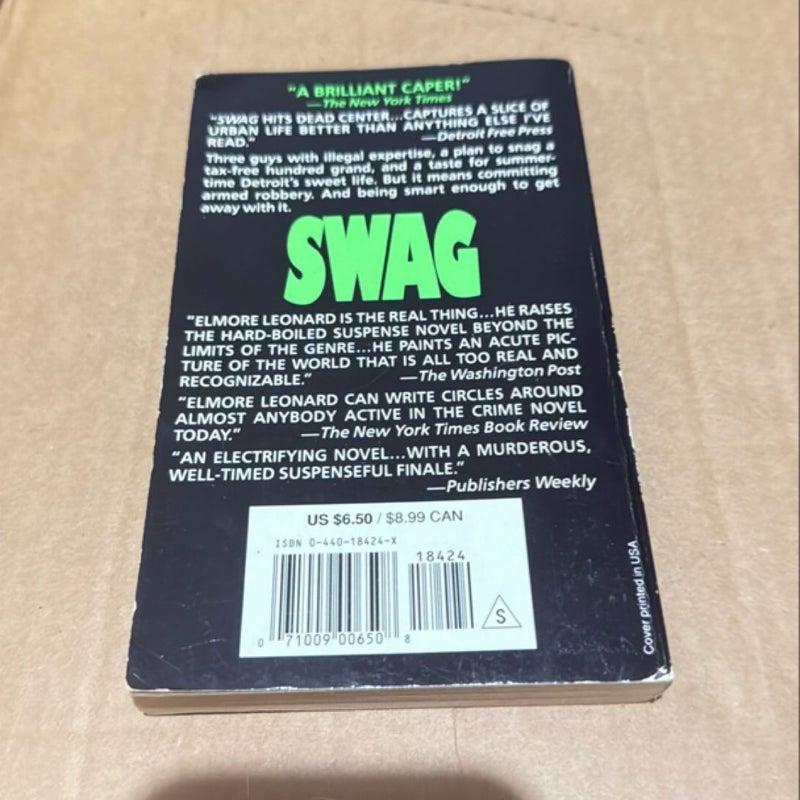 "A BRILLIANT CAPER!"
—The New York Times
"SWAG HITS DEAD CENTER...CAPTURES A SLICE OF
URBAN LIFE BETTER THAN ANYTHING ELSE I'VE
READ." —Detroit Free Press
Three guys with illegal expertise, a plan to snag a
tax-free hundred grand, and a taste for summer-
time Detroit's sweet life. But it means committing
armed robbery. And being smart enough to get
away with it.
SWAG
"ELMORE LEONARD IS THE REAL THING...HE RAISES
THE HARD-BOILED SUSPENSE NOVEL BEYOND THE
LIMITS OF THE GENRE...HE PAINTS AN ACUTE PIC-
TURE OF THE WORLD THAT IS ALL TOO REAL AND
RECOGNIZABLE." —The Washington Post
"ELMORE LEONARD CAN WRITE CIRCLES AROUND
ALMOST ANYBODY ACTIVE IN THE CRIME NOVEL
TODAY." —The New York Times Book Review
"AN ELECTRIFYING NOVEL...WITH A MURDEROUS,
WELL-TIMED SUSPENSEFUL FINALE."
—Publishers Weekly
US $6.50 / $8.99 CAN
ISBN 0-440-18424-X
18424
S
0 71009 00650 8
Cover printed in USA